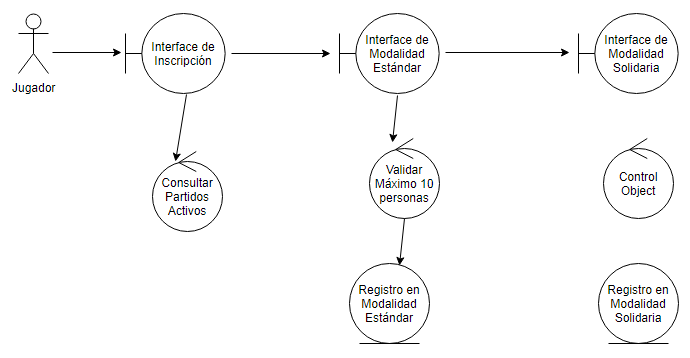 Jugador
Interface de
Inscripción
Interface de
Modalidad
Estándar
Interface de
Modalidad
Solidaria
Consultar
Partidos
Activos
Validar
Máximo 10
personas
Control
Object
Registro en
Modalidad
Estándar
Registro en
Modalidad
Solidaria